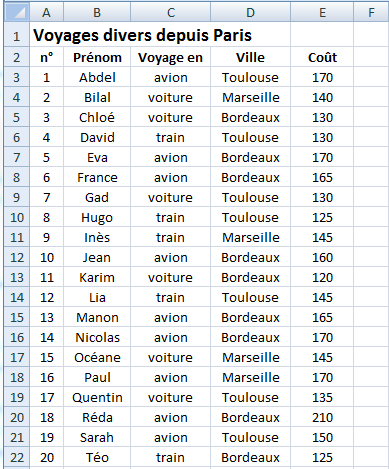 A B C D E F
1 Voyages divers depuis Paris
2 n° Prénom Voyage en Ville Coût
3 1 Abdel avion Toulouse 170
4 2 Bilal voiture Marseille 140
5 3 Chloé voiture Bordeaux 130
6 4 David train Toulouse 130
7 5 Eva avion Bordeaux 170
8 6 France avion Bordeaux 165
9 7 Gad voiture Toulouse 130
10 8 Hugo train Toulouse 125
11 9 Inès train Marseille 145
12 10 Jean avion Bordeaux 160
13 11 Karim voiture Bordeaux 120
14 12 Lia train Toulouse 145
15 13 Manon avion Bordeaux 165
16 14 Nicolas avion Bordeaux 170
17 15 Océane voiture Marseille 145
18 16 Paul avion Marseille 170
19 17 Quentin voiture Toulouse 135
20 18 Réda avion Bordeaux 210
21 19 Sarah avion Toulouse 150
22 20 Téo train Bordeaux 125